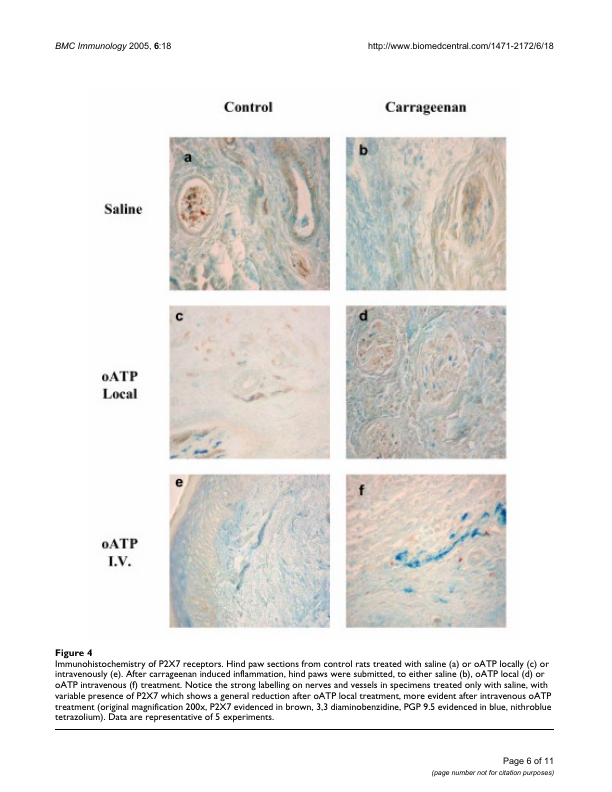 BMC Immunology 2005, 6:18
http://www.biomedcentral.com/1471-2172/6/18
Control
Carrageenan
a
b
Saline
c
d
oATP
Local
e
f
oATP
I.V.
Figure 4
Immunohistochemistry of P2X7 receptors. Hind paw sections from control rats treated with saline (a) or oATP locally (c) or
intravenously (e). After carrageenan induced inflammation, hind paws were submitted, to either saline (b), oATP local (d) or
oATP intravenous (f) treatment. Notice the strong labelling on nerves and vessels in specimens treated only with saline, with
variable presence of P2X7 which shows a general reduction after oATP local treatment, more evident after intravenous oATP
treatment (original magnification 200x, P2X7 evidenced in brown, 3,3 diaminobenzidine, PGP 9.5 evidenced in blue, nithroblue
tetrazolium). Data are representative of 5 experiments.
Page 6 of 11
(page number not for citation purposes)